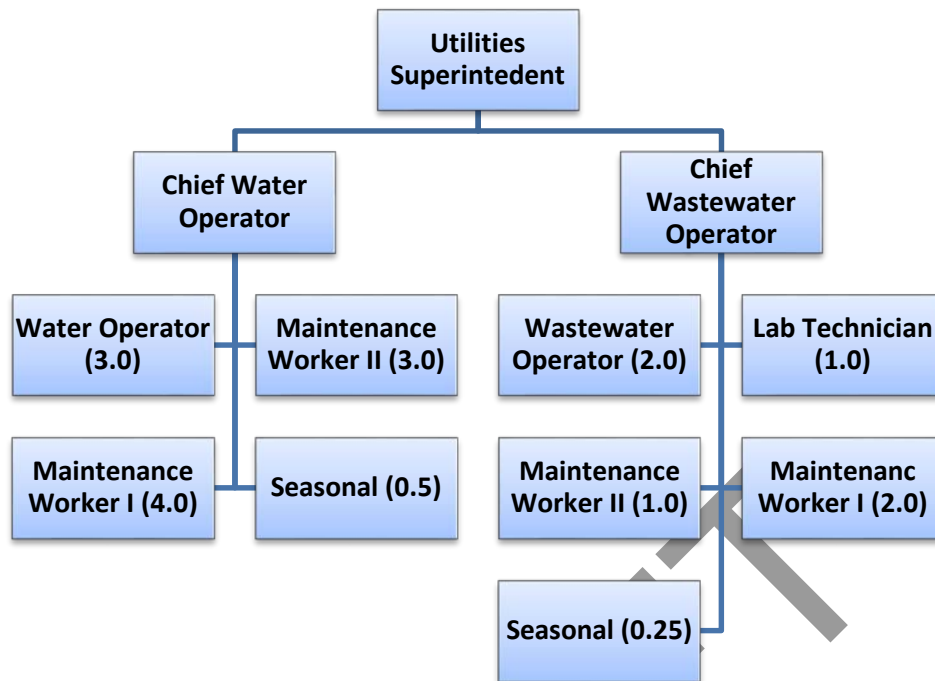 Utilities
Superintedent
Chief Water
Operator
Chief
Wastewater
Operator
Water Operator
(3.0)
Maintenance
Worker II (3.0)
Wastewater
Operator (2.0)
Lab Technician
(1.0)
Maintenance
Worker I (4.0)
Seasonal (0.5)
Maintenance
Worker II (1.0)
Maintenanc
Worker I (2.0)
Seasonal (0.25)